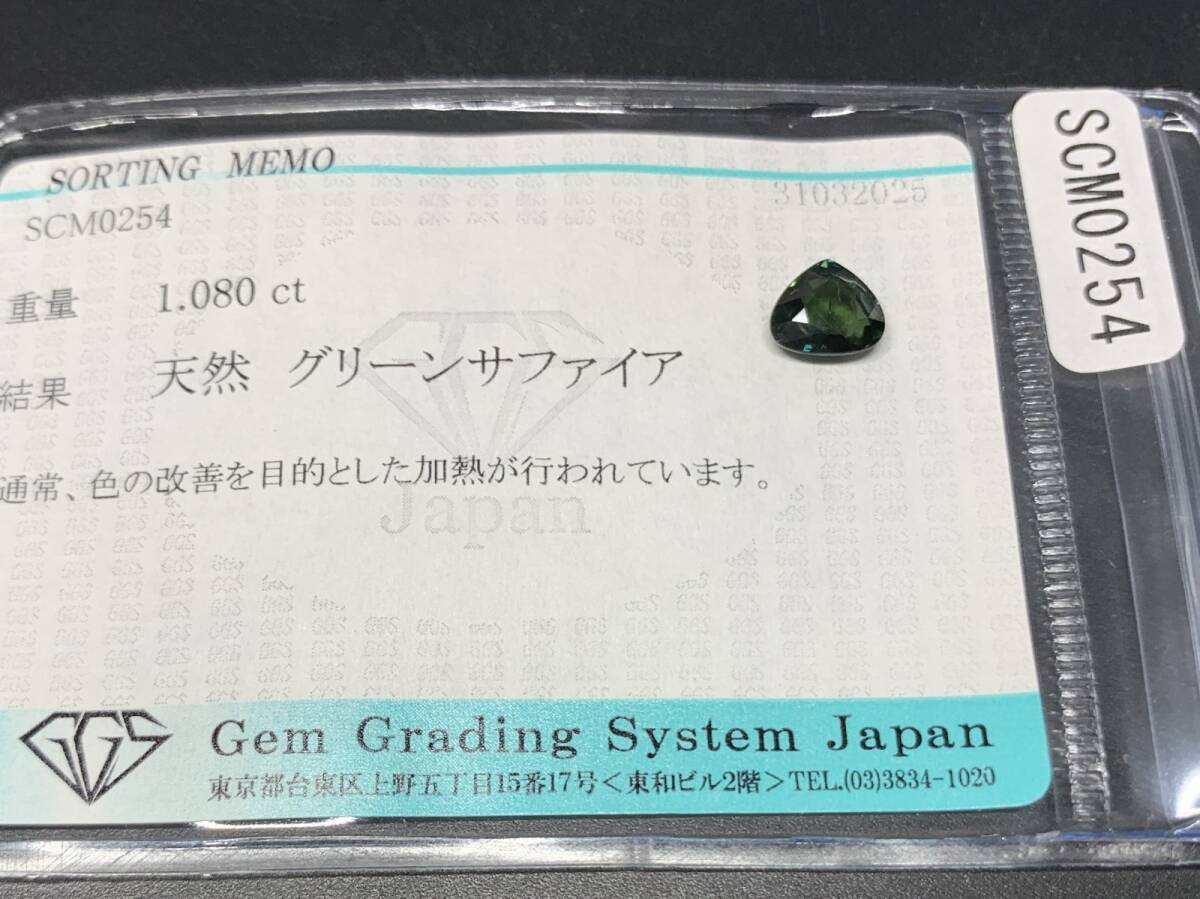 SORTING MEMO
SCM0254
31032025
重量 1.080 ct
結果 天然 グリーンサファイア
通常、色の改善を目的とした加熱が行われています。
Japan
GGS
Gem Grading System Japan
東京都台東区上野五丁目15番17号<東和ビル2階>TEL.(03)3834-1020
SCM0254